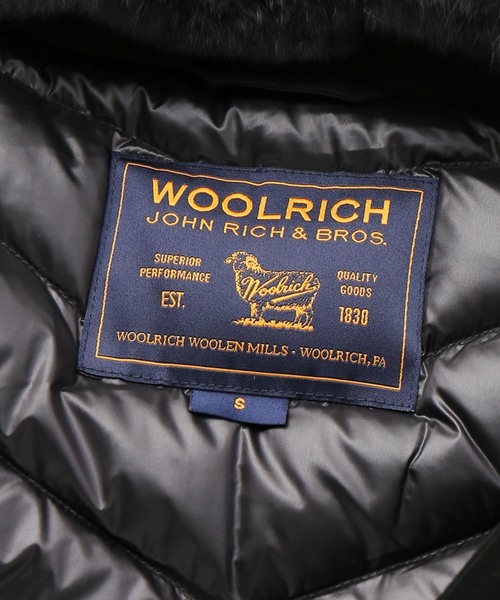 WOOLRICH
JOHN RICH & BROS.
SUPERIOR
PERFORMANCE
QUALITY
GOODS
EST.
Woolrich
1830
WOOLRICH WOOLEN MILLS - WOOLRICH, PA
S